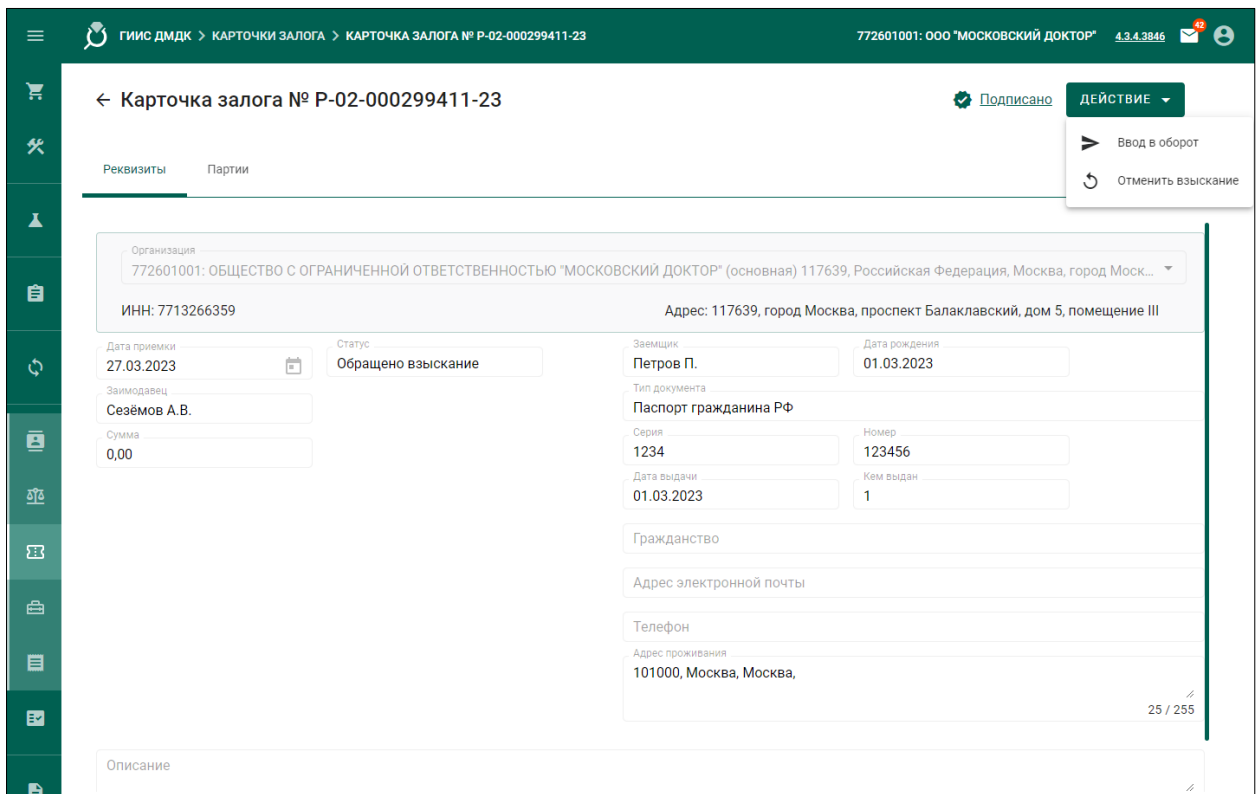 ГИИС ДМДК > КАРТОЧКИ ЗАЛОГА > КАРТОЧКА ЗАЛОГА № Р-02-000299411-23
772601001: ООО "МОСКОВСКИЙ ДОКТОР" 4.3.4.3846 42
Карточка залога № Р-02-000299411-23
Подписано
ДЕЙСТВИЕ
Ввод в оборот
Отменить взыскание
Реквизиты Партии
Организация
772601001: ОБЩЕСТВО С ОГРАНИЧЕННОЙ ОТВЕТСТВЕННОСТЬЮ "МОСКОВСКИЙ ДОКТОР" (основная) 117639, Российская Федерация, Москва, город Моск...
ИНН: 7713266359 Адрес: 117639, город Москва, проспект Балаклавский, дом 5, помещение III
Дата приемки Статус Заемщик Дата рождения
27.03.2023 Обращено взыскание Петров П. 01.03.2023
Заимодавец Тип документа
Сезёмов А.В. Паспорт гражданина РФ
Сумма Серия Номер
0,00 1234 123456
Дата выдачи Кем выдан
01.03.2023 1
Гражданство
Адрес электронной почты
Телефон
Адрес проживания
101000, Москва, Москва,
25 / 255
Описание